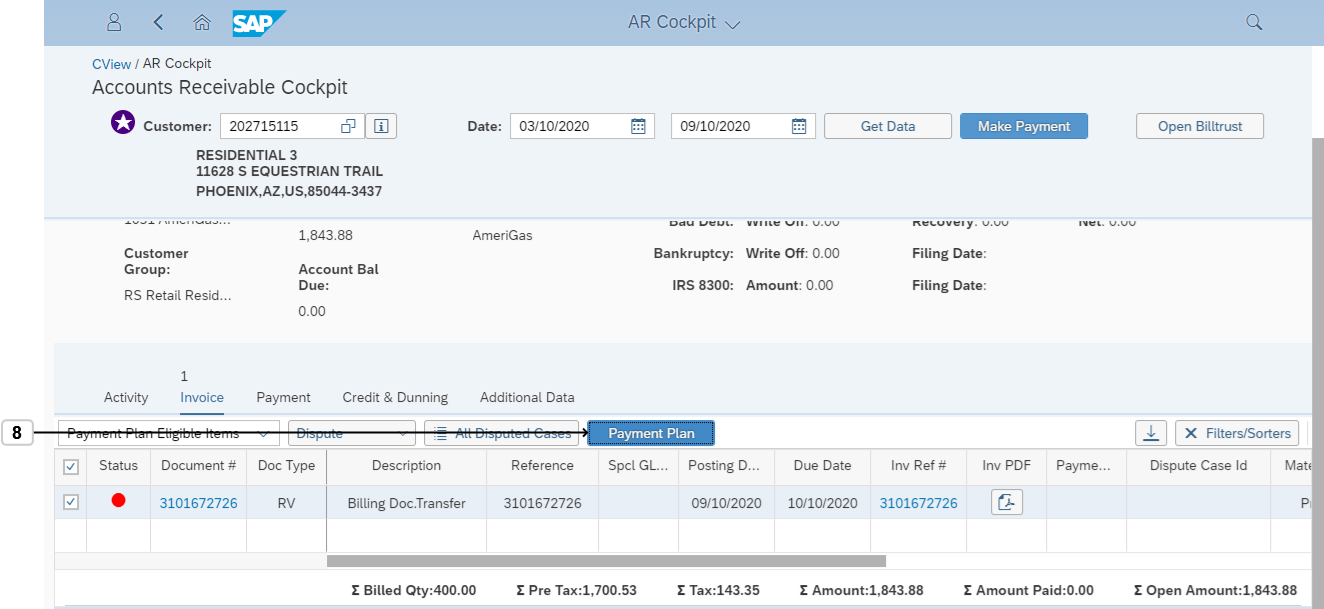 SAP
AR Cockpit
CView / AR Cockpit
Accounts Receivable Cockpit
Customer: 202715115
Date: 03/10/2020 09/10/2020 Get Data Make Payment Open Billtrust
RESIDENTIAL 3
11628 S EQUESTRIAN TRAIL
PHOENIX,AZ,US,85044-3437
1051 AmeriGas... Bad Debt: Write Off: 0.00 Recovery: 0.00 Net: 0.00
1,843.88 AmeriGas
Customer Group: Bankruptcy: Write Off: 0.00 Filing Date:
Account Bal Due: IRS 8300: Amount: 0.00 Filing Date:
RS Retail Resid...
0.00
1
Activity Invoice Payment Credit & Dunning Additional Data
8 Payment Plan Eligible Items Dispute All Disputed Cases Payment Plan Filters/Sorters
Status Document # Doc Type Description Reference Spcl GL... Posting D... Due Date Inv Ref # Inv PDF Payme... Dispute Case Id Mate
3101672726 RV Billing Doc.Transfer 3101672726 09/10/2020 10/10/2020 3101672726 P
Σ Billed Qty:400.00 Σ Pre Tax:1,700.53 Σ Tax:143.35 Σ Amount:1,843.88 Σ Amount Paid:0.00 Σ Open Amount:1,843.88